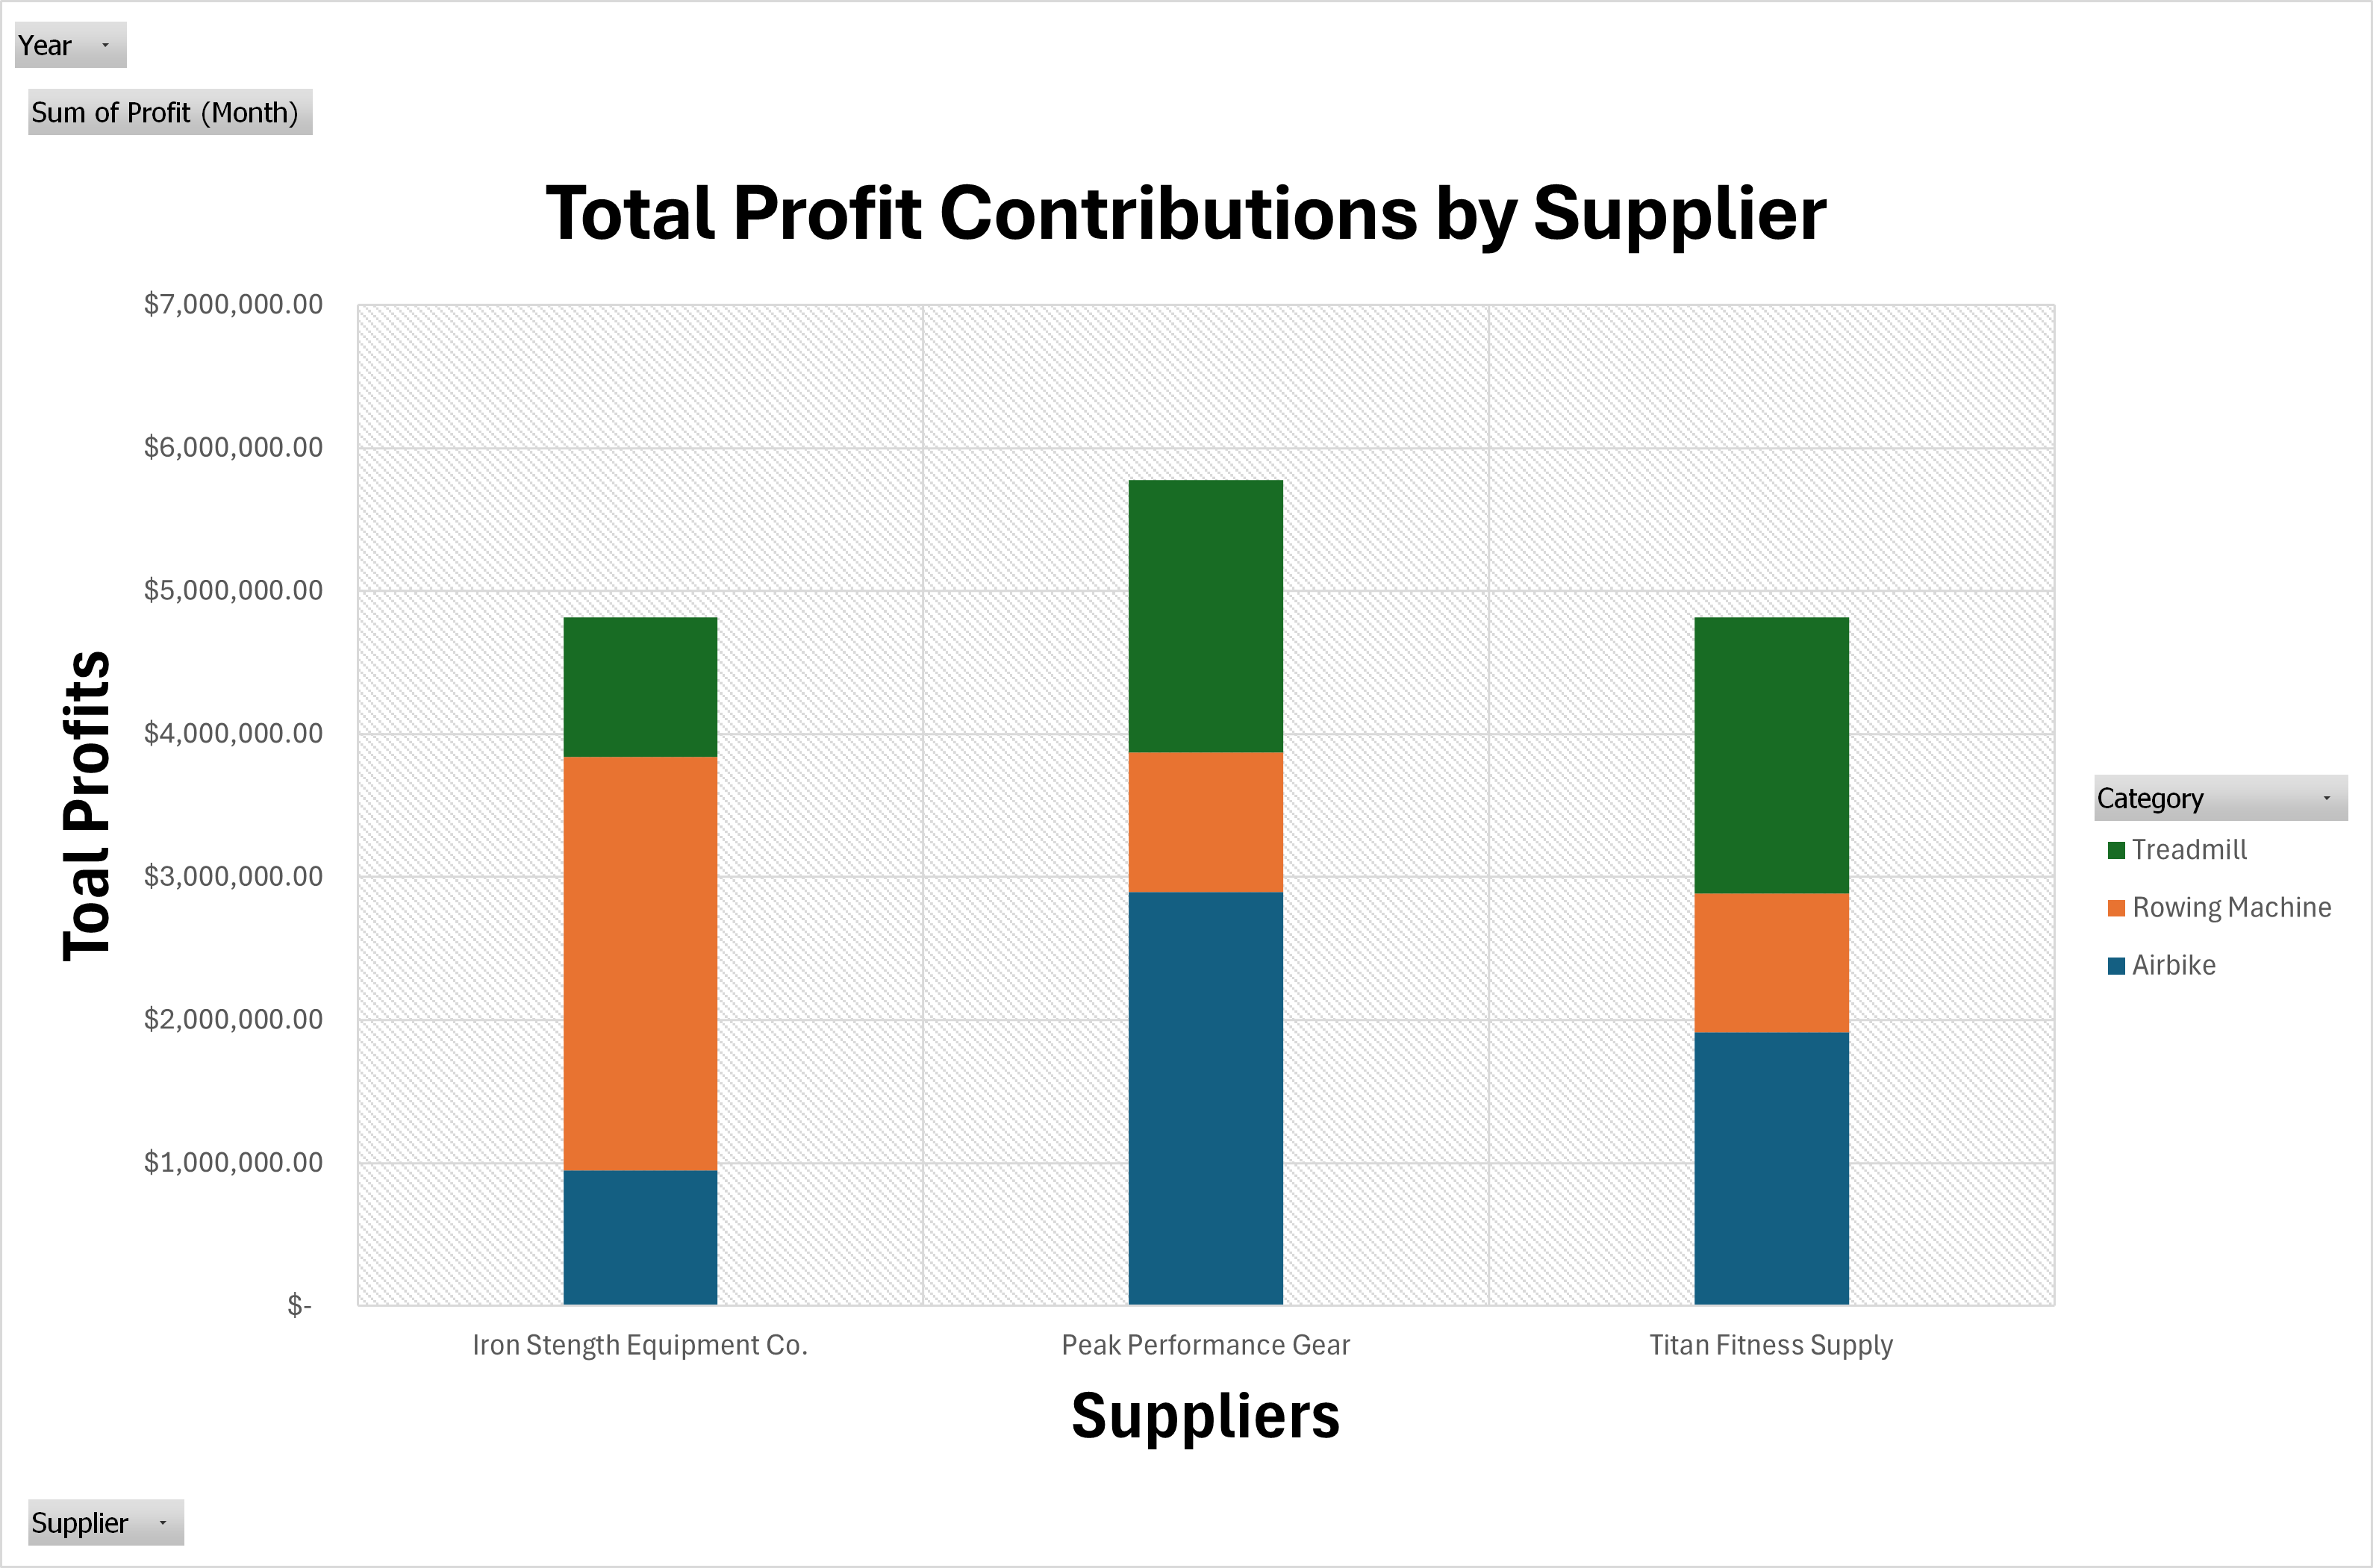 Year
Sum of Profit (Month)
Total Profit Contributions by Supplier
$7,000,000.00
$6,000,000.00
$5,000,000.00
$4,000,000.00
$3,000,000.00
$2,000,000.00
$1,000,000.00
$-
Toal Profits
Iron Stength Equipment Co.
Peak Performance Gear
Titan Fitness Supply
Suppliers
Category
Treadmill
Rowing Machine
Airbike
Supplier